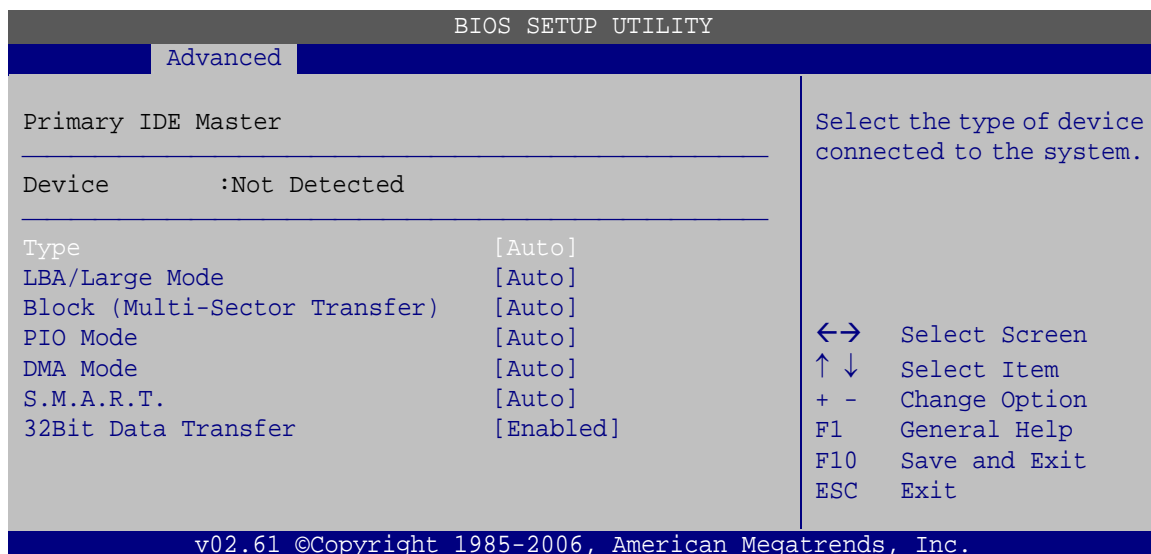 BIOS SETUP UTILITY
Advanced
Primary IDE Master
Device :Not Detected
Type [Auto]
LBA/Large Mode [Auto]
Block (Multi-Sector Transfer) [Auto]
PIO Mode [Auto]
DMA Mode [Auto]
S.M.A.R.T. [Auto]
32Bit Data Transfer [Enabled]
Select the type of device
connected to the system.
←→ Select Screen
↑ ↓ Select Item
+ - Change Option
F1 General Help
F10 Save and Exit
ESC Exit
v02.61 ©Copyright 1985-2006, American Megatrends, Inc.